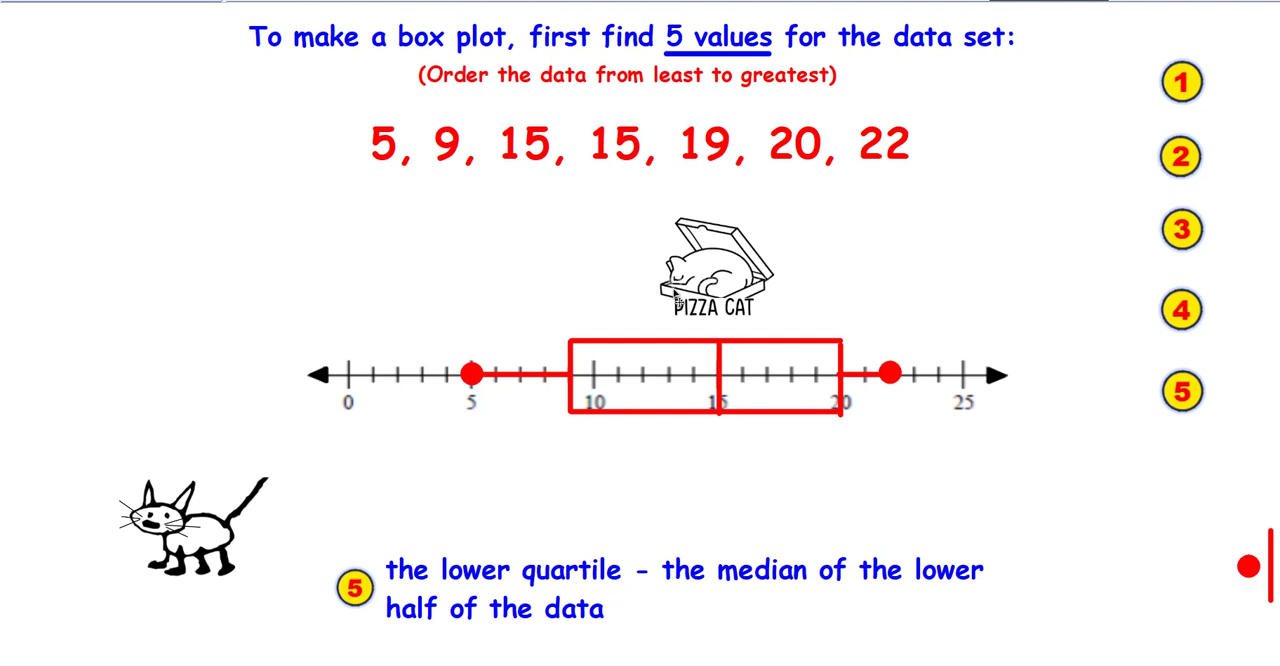 To make a box plot, first find 5 values for the data set:
(Order the data from least to greatest)
1
5, 9, 15, 15, 19, 20, 22
2
3
PIZZA CAT
4
0 5 10 15 20 25
5
5 the lower quartile - the median of the lower
half of the data